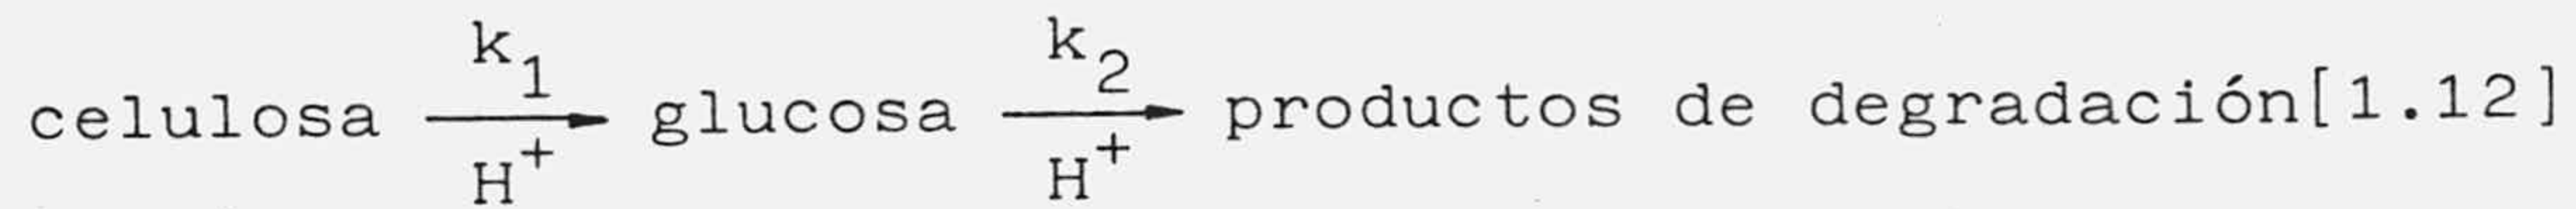 k1 k2
celulosa → glucosa → productos de degradación[1.12]
H+ H+